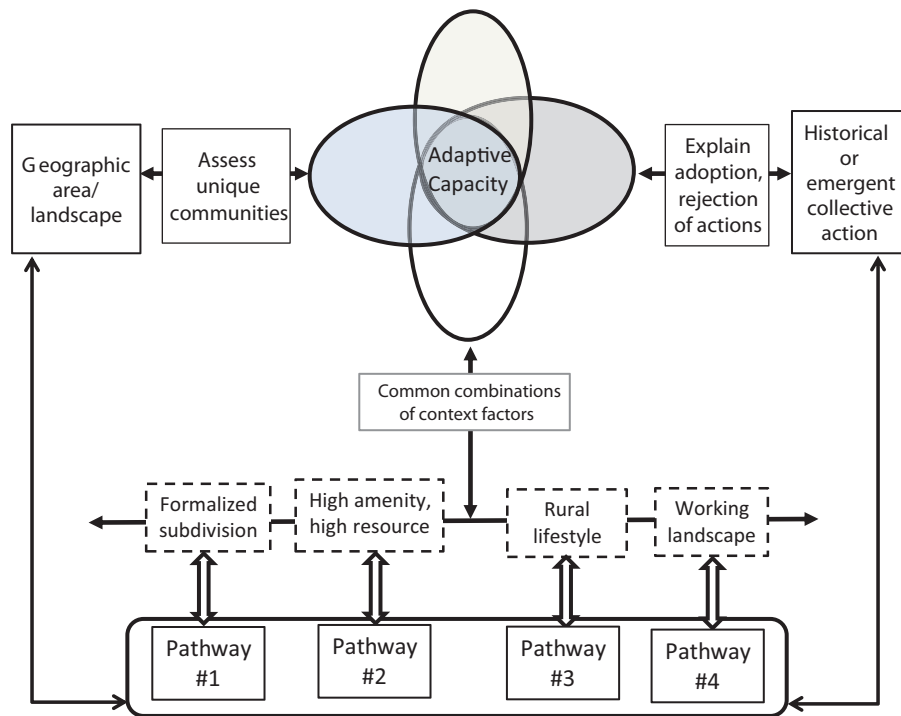 Geographic
area/
landscape
Assess
unique
communities
Adaptive
Capacity
Explain
adoption,
rejection
of actions
Historical
or
emergent
collective
action
Common combinations
of context factors
Formalized
subdivision
High amenity,
high resource
Rural
lifestyle
Working
landscape
Pathway
#1
Pathway
#2
Pathway
#3
Pathway
#4